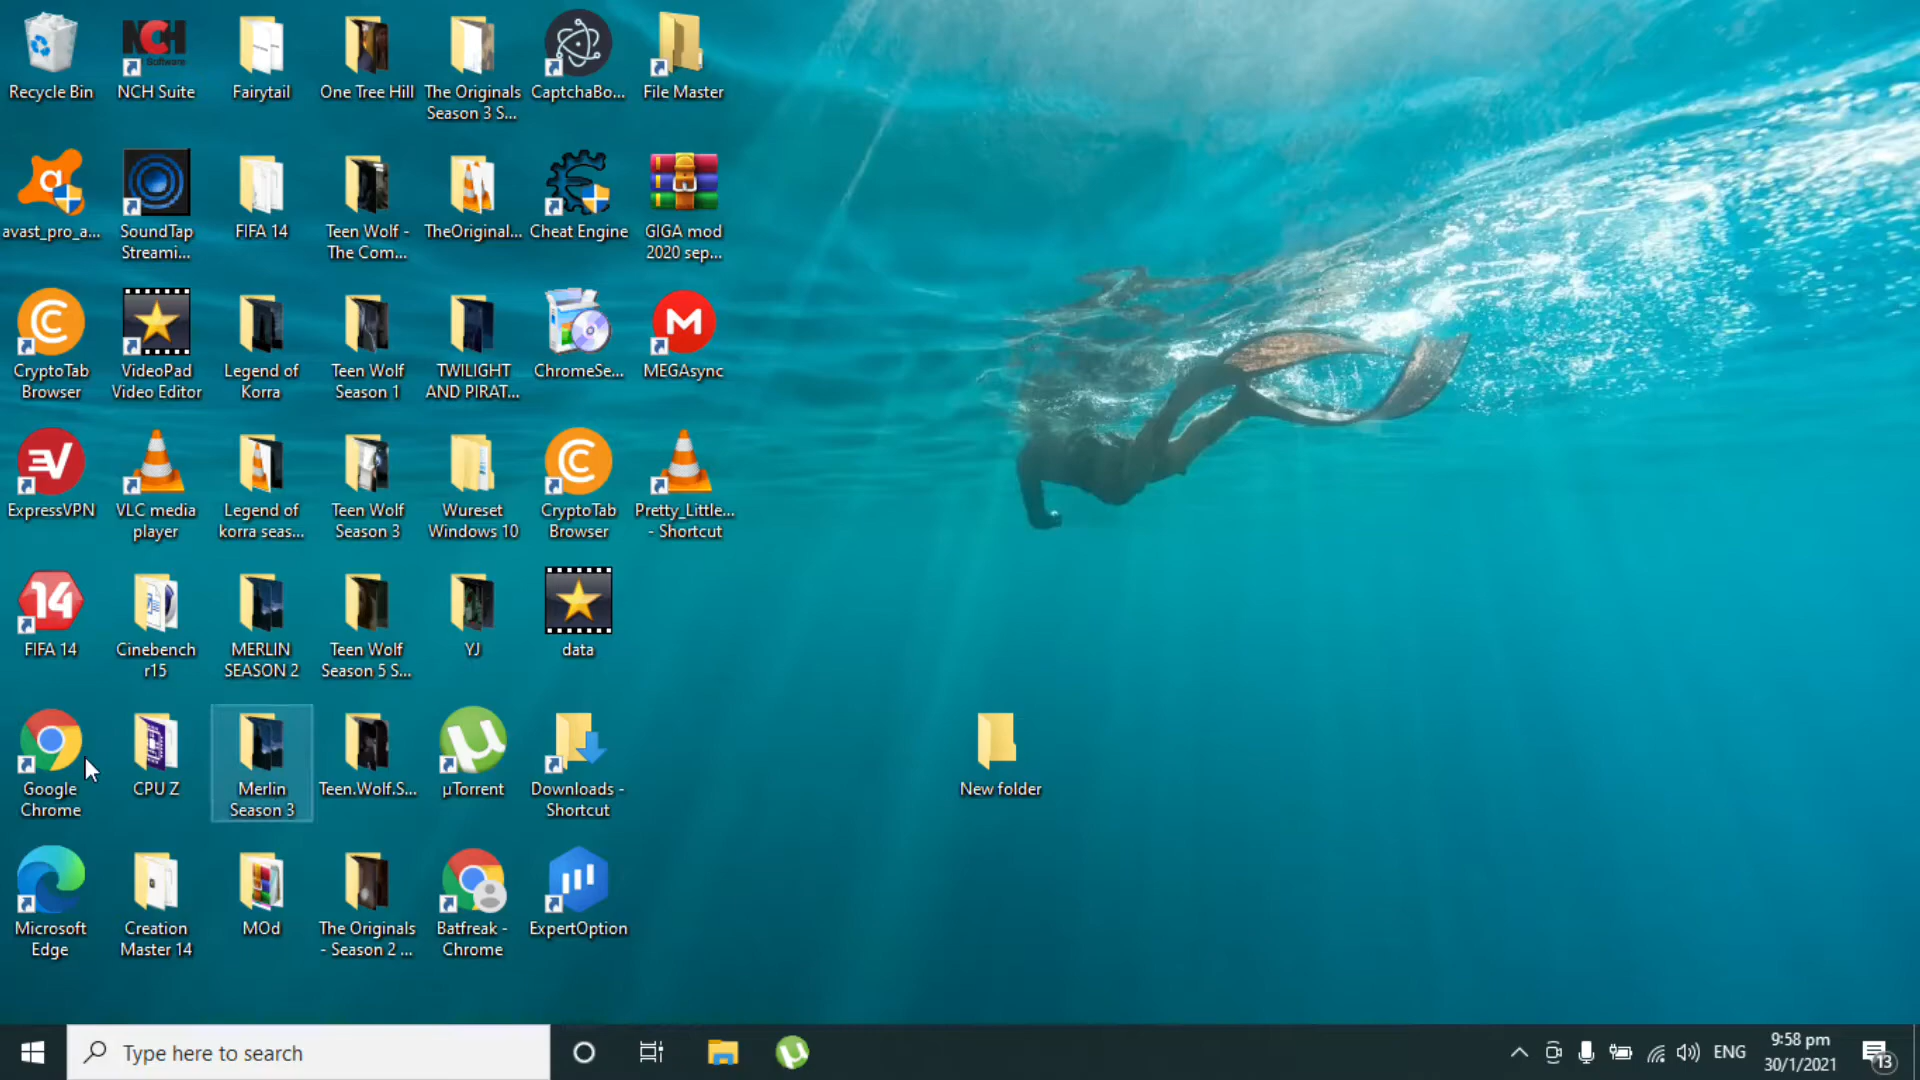 Recycle Bin
NCH Software
NCH Suite
Fairytail
One Tree Hill
The Originals
Season 3 S...
CaptchaBo...
File Master
avast_pro_a...
SoundTap
Streami...
FIFA 14
Teen Wolf -
The Com...
TheOriginal...
Cheat Engine
GIGA mod
2020 sep...
CryptoTab
Browser
VideoPad
Video Editor
Legend of
Korra
Teen Wolf
Season 1
TWILIGHT
AND PIRAT...
ChromeSe...
MEGAsync
ExpressVPN
VLC media
player
Legend of
korra seas...
Teen Wolf
Season 3
Wureset
Windows 10
CryptoTab
Browser
Pretty_Little...
- Shortcut
14
FIFA 14
Cinebench
r15
MERLIN
SEASON 2
Teen Wolf
Season 5 S...
YJ
data
Google
Chrome
CPU Z
Merlin
Season 3
Teen.Wolf.S...
µTorrent
Downloads -
Shortcut
New folder
Microsoft
Edge
Creation
Master 14
MOd
The Originals
- Season 2 ...
Batfreak -
Chrome
ExpertOption
Type here to search
ENG
9:58 pm
30/1/2021
13